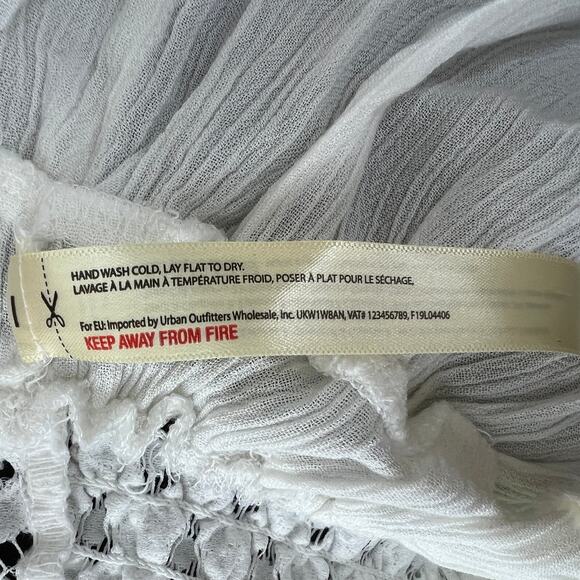 HAND WASH COLD, LAY FLAT TO DRY.
LAVAGE À LA MAIN À TEMPÉRATURE FROID, POSER À PLAT POUR LE SÉCHAGE,
For EU: Imported by Urban Outfitters Wholesale, Inc. UKW1W8AN, VAT# 123456789, F19L04406
KEEP AWAY FROM FIRE